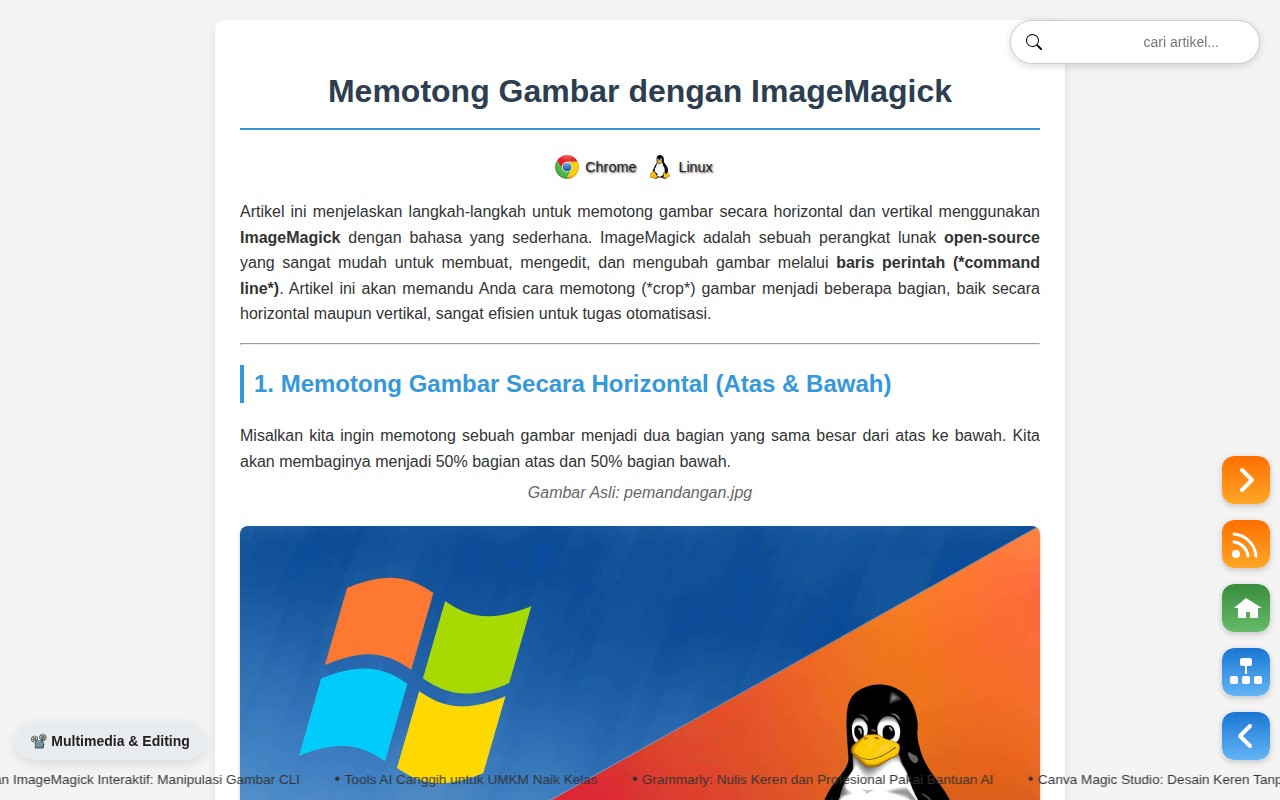 cari artikel...
Memotong Gambar dengan ImageMagick
Chrome Linux
Artikel ini menjelaskan langkah-langkah untuk memotong gambar secara horizontal dan vertikal menggunakan
ImageMagick dengan bahasa yang sederhana. ImageMagick adalah sebuah perangkat lunak open-source
yang sangat mudah untuk membuat, mengedit, dan mengubah gambar melalui baris perintah (*command
line*). Artikel ini akan memandu Anda cara memotong (*crop*) gambar menjadi beberapa bagian, baik secara
horizontal maupun vertikal, sangat efisien untuk tugas otomatisasi.
1. Memotong Gambar Secara Horizontal (Atas & Bawah)
Misalkan kita ingin memotong sebuah gambar menjadi dua bagian yang sama besar dari atas ke bawah. Kita
akan membaginya menjadi 50% bagian atas dan 50% bagian bawah.
Gambar Asli: pemandangan.jpg
Multimedia & Editing
ImageMagick Interaktif: Manipulasi Gambar CLI • Tools AI Canggih untuk UMKM Naik Kelas • Grammarly: Nulis Keren dan Profesional Pakai Bantuan AI • Canva Magic Studio: Desain Keren